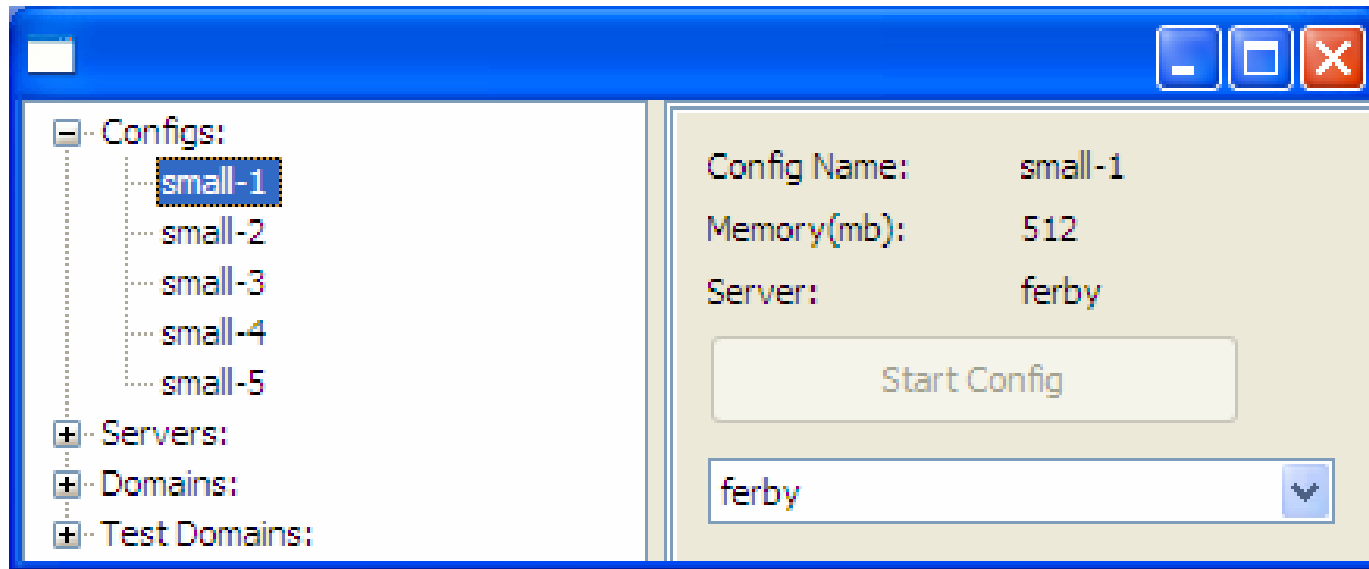 Configs:
small-1
small-2
small-3
small-4
small-5
Servers:
Domains:
Test Domains:
Config Name: small-1
Memory(mb): 512
Server: ferby
Start Config
ferby